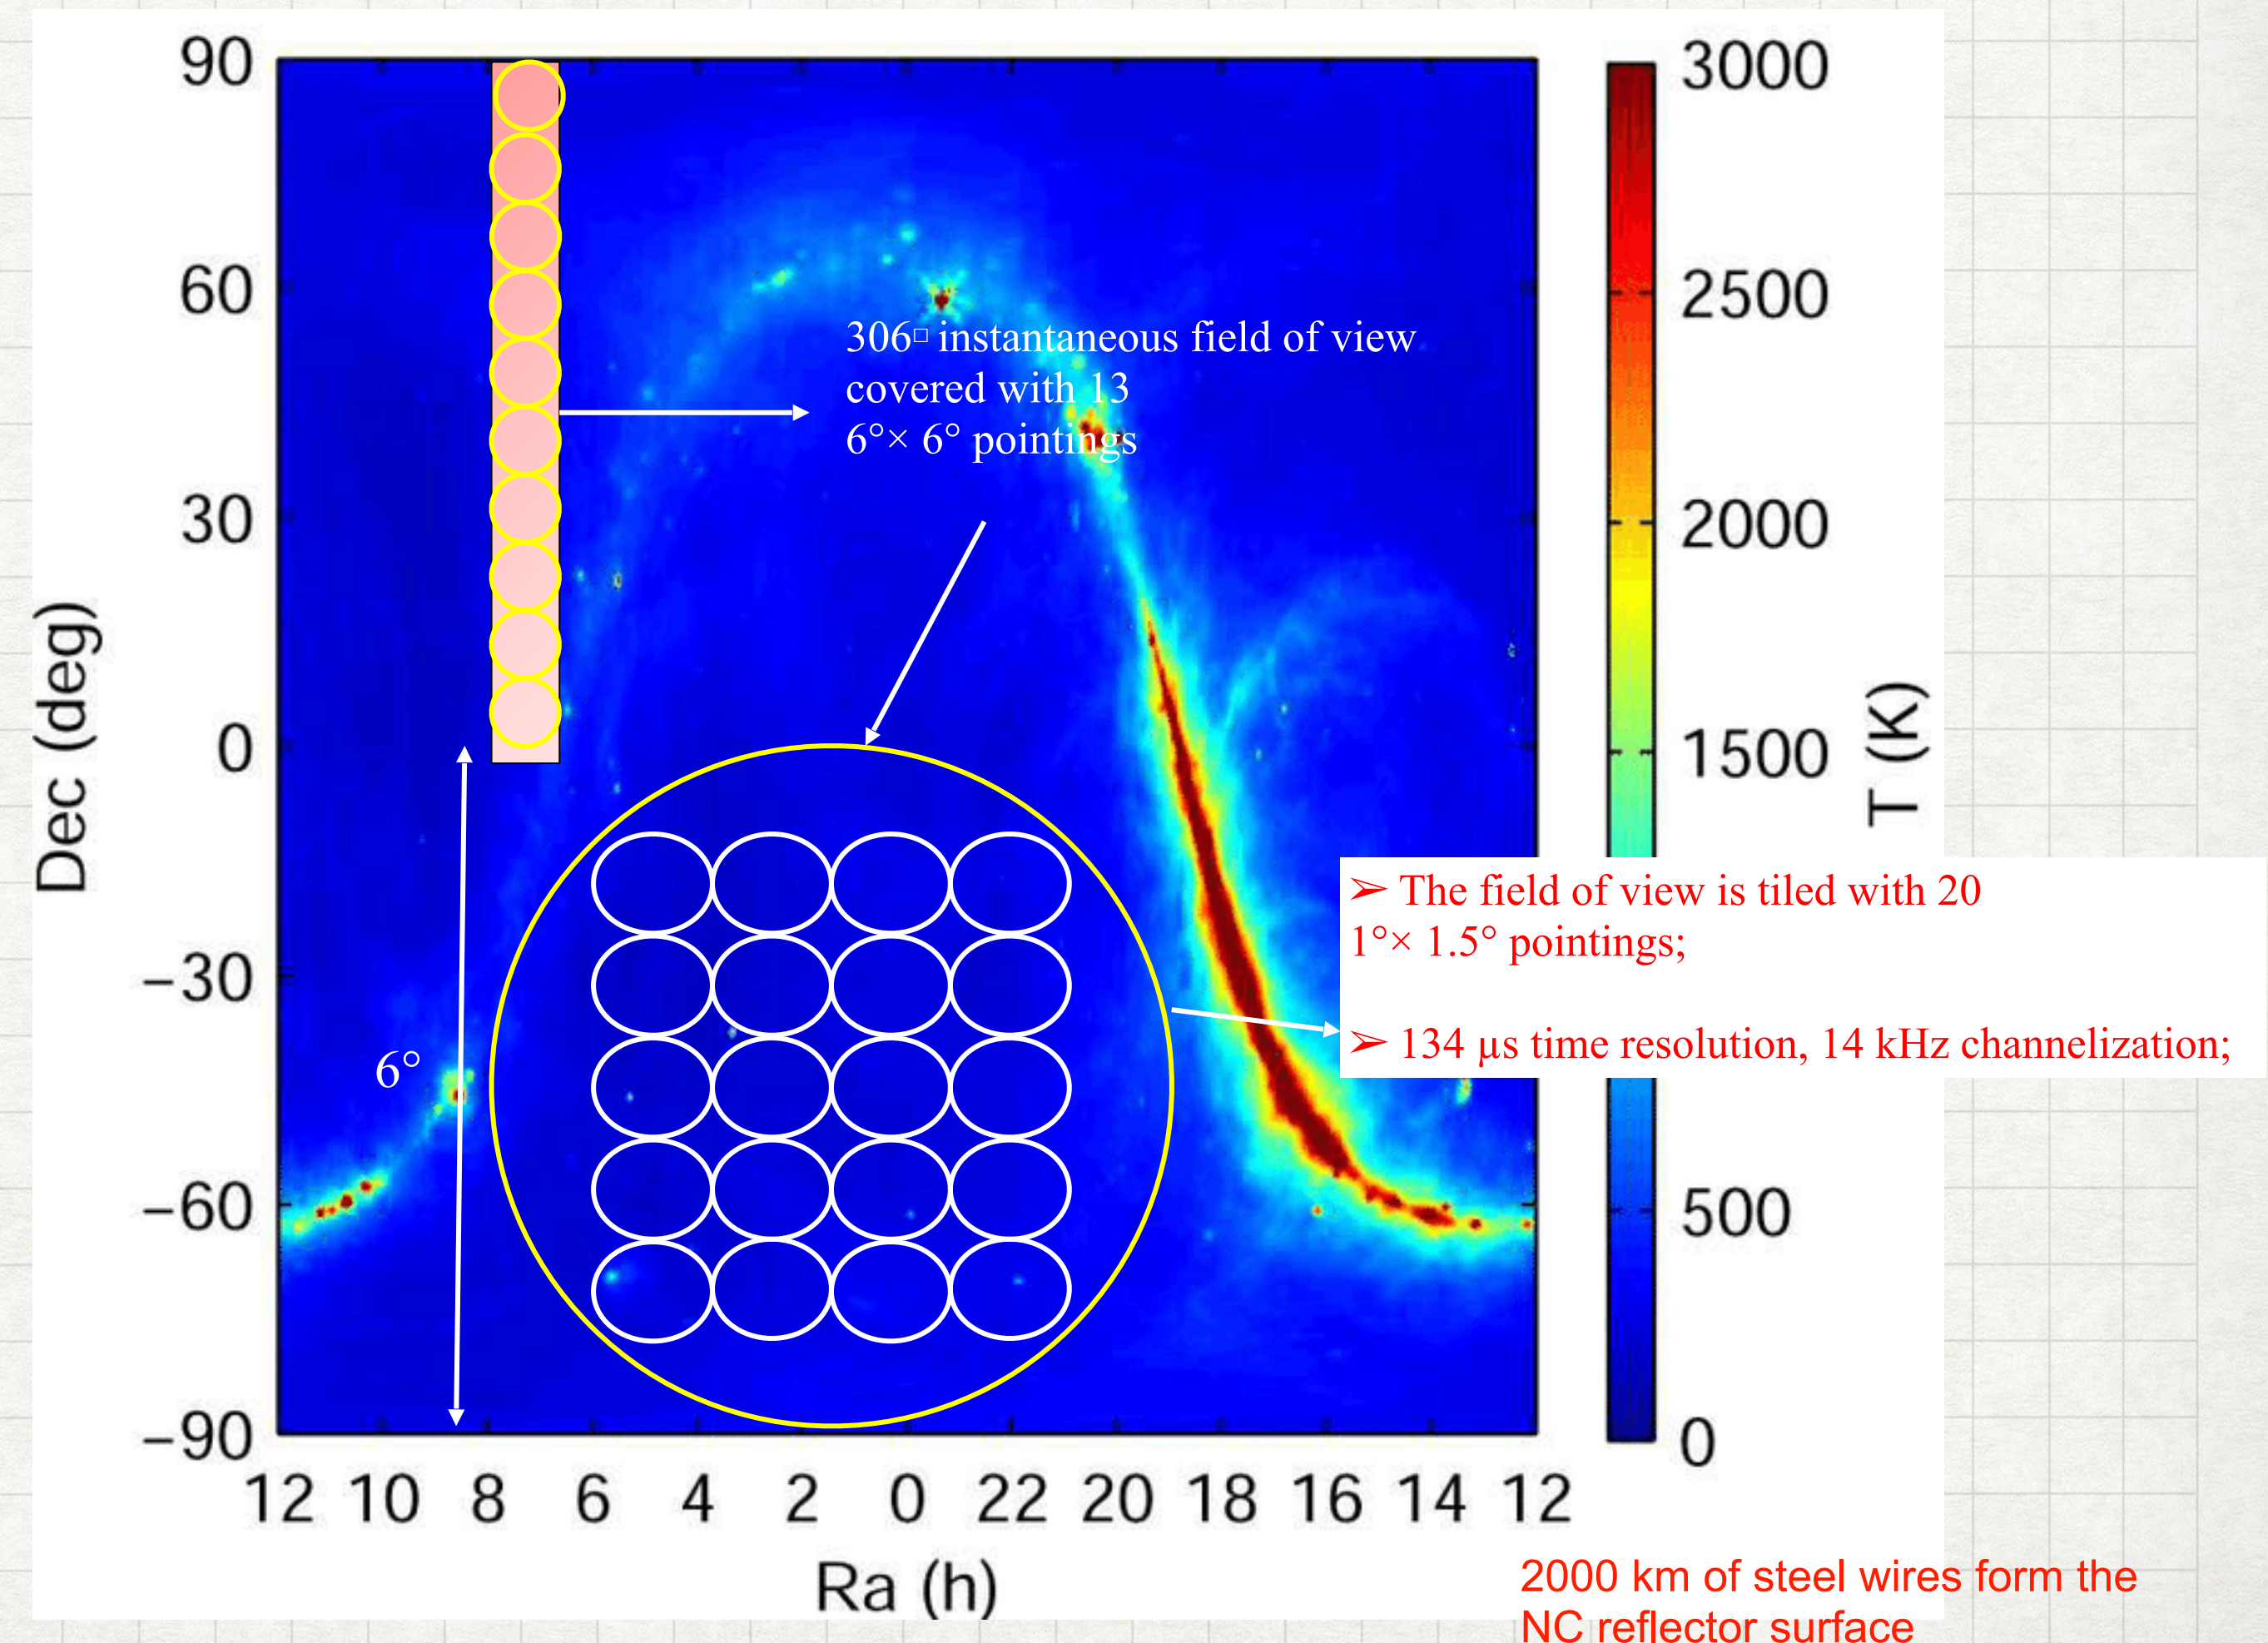 90
60
30
0
−30
−60
−90
Dec (deg)
12 10 8 6 4 2 0 22 20 18 16 14 12
Ra (h)
3000
2500
2000
1500
500
0
T (K)
306□ instantaneous field of view
covered with 13
6°× 6° pointings
6°
➢ The field of view is tiled with 20
1°× 1.5° pointings;
➢ 134 μs time resolution, 14 kHz channelization;
2000 km of steel wires form the
NC reflector surface